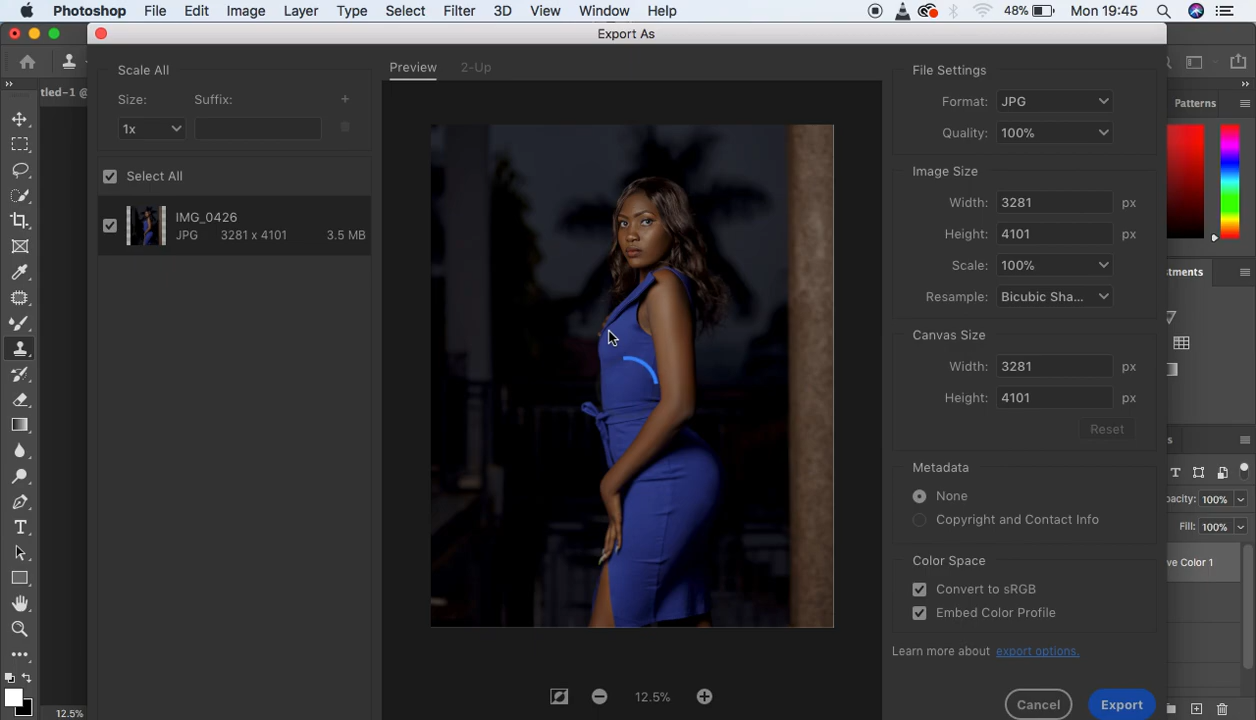 Photoshop File Edit Image Layer Type Select Filter 3D View Window Help 48% Mon 19:45
Export As
Scale All
Size: Suffix: +
1x
Select All
IMG_0426
JPG 3281 x 4101 3.5 MB
tled-1 @
12.5%
Preview 2-Up
12.5%
File Settings
Format: JPG
Quality: 100%
Image Size
Width: 3281 px
Height: 4101 px
Scale: 100%
Resample: Bicubic Sha...
Canvas Size
Width: 3281 px
Height: 4101 px
Reset
Metadata
None
Copyright and Contact Info
Color Space
Convert to sRGB
Embed Color Profile
Learn more about export options.
Cancel Export
Patterns
stments
s
pacity: 100%
Fill: 100%
ve Color 1